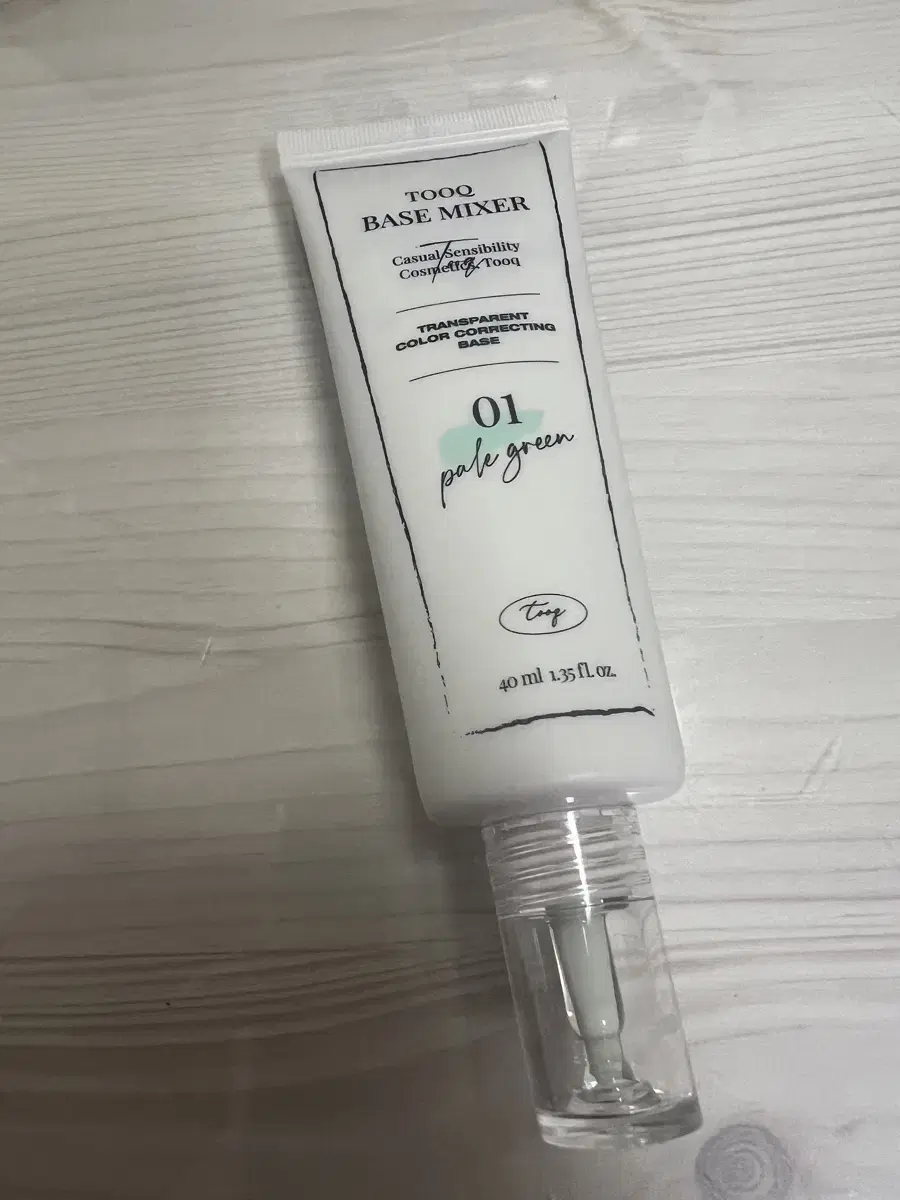 TOOQ
BASE MIXER
Casual Sensibility
Cosmetics, Tooq
Tooq
TRANSPARENT
COLOR CORRECTING
BASE
01
pale green
tooq
40 ml 1.35 fl. oz.